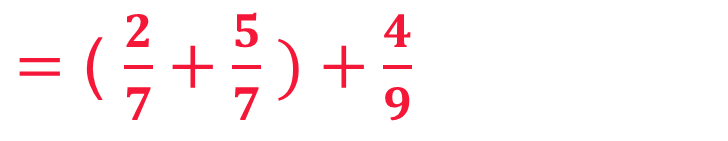 = ( 2/7 + 5/7 ) + 4/9